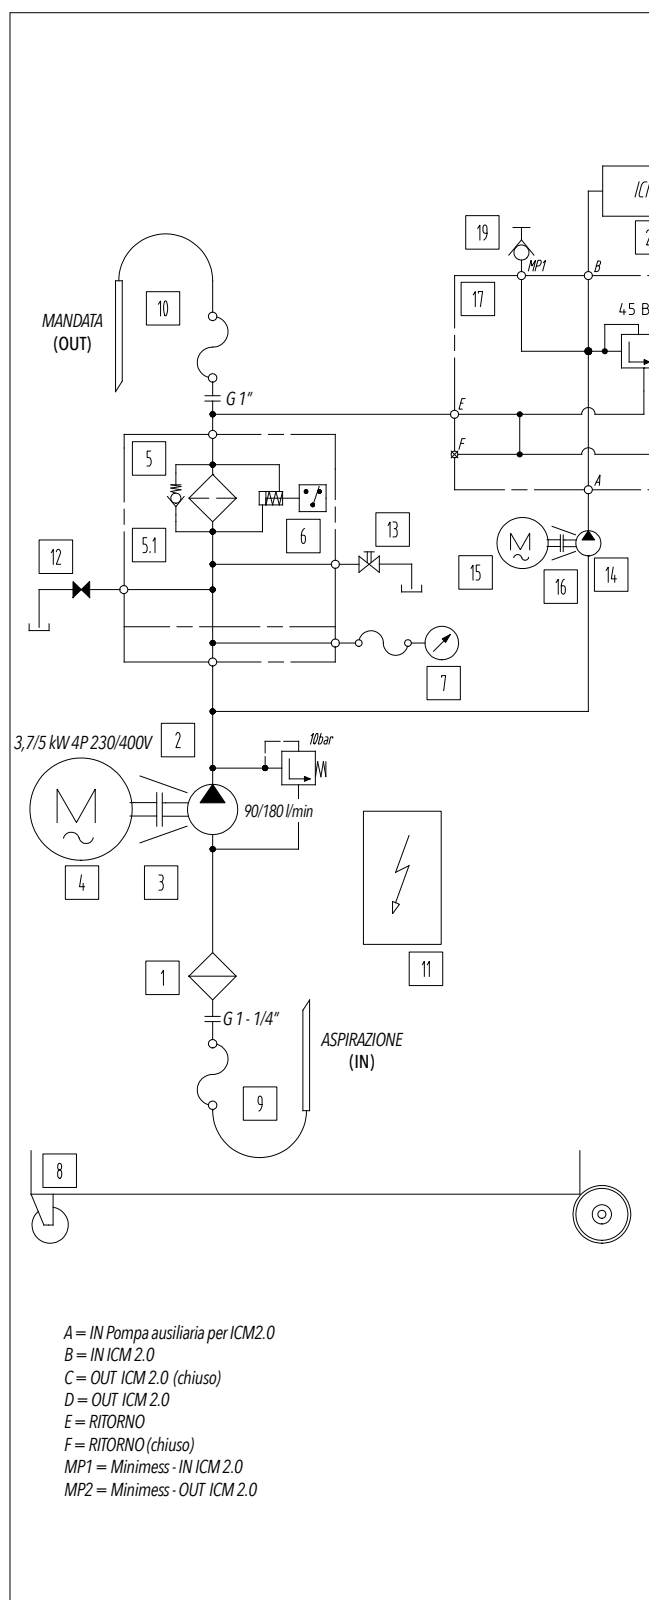 ICM
19
MP1
B
17
10
MANDATA
(OUT)
45 B
G 1”
E
5
F
A
6
13
5.1
12
15
16
14
7
2
10bar
3,7/5 kW 4P 230/400V
90/180 l/min
4
3
11
1
G 1 - 1/4”
ASPIRAZIONE
(IN)
9
8
M
M
A = IN Pompa ausiliaria per ICM2.0
B = IN ICM 2.0
C = OUT ICM 2.0 (chiuso)
D = OUT ICM 2.0
E = RITORNO
F = RITORNO (chiuso)
MP1 = Minimess - IN ICM 2.0
MP2 = Minimess - OUT ICM 2.0